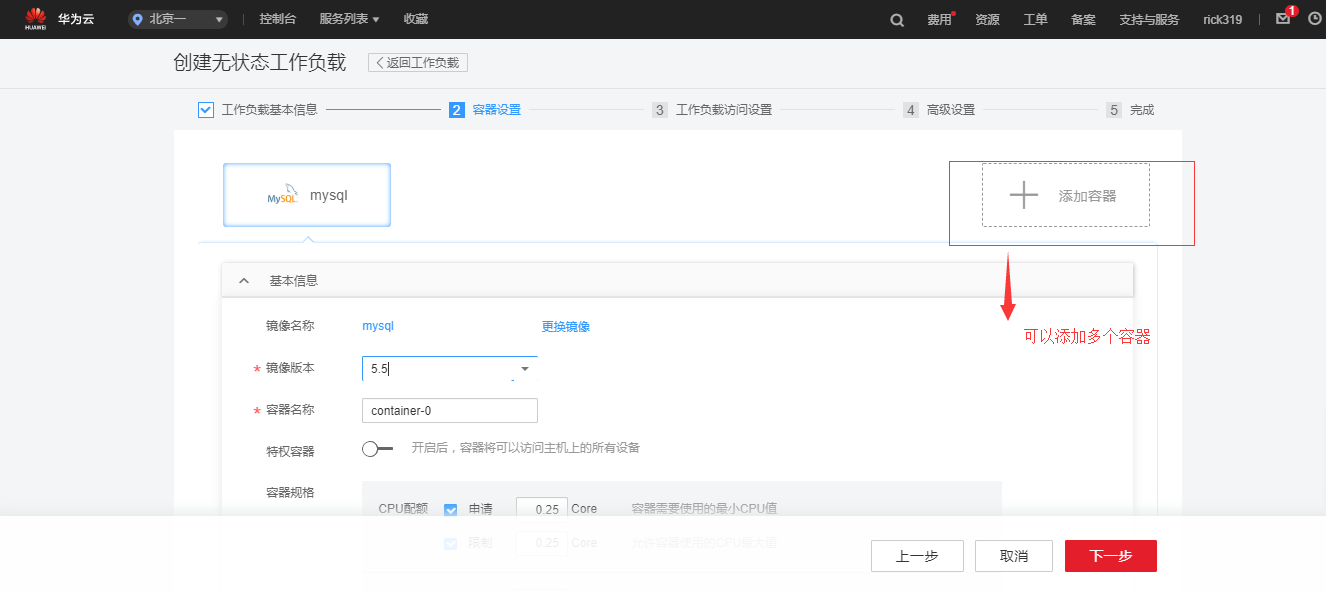 HUAWEI 华为云 北京一 控制台 服务列表 收藏 费用 资源 工单 备案 支持与服务 rick319 1
创建无状态工作负载 返回工作负载
工作负载基本信息 2 容器设置 3 工作负载访问设置 4 高级设置 5 完成
MySQL mysql 添加容器
基本信息
可以添加多个容器
镜像名称 mysql 更换镜像
* 镜像版本 5.5
* 容器名称 container-0
特权容器 开启后，容器将可以访问主机上的所有设备
容器规格
CPU配额 申请 0.25 Core 容器需要使用的最小CPU值
限制 0.25 Core 允许容器使用的CPU最大值
上一步 取消 下一步